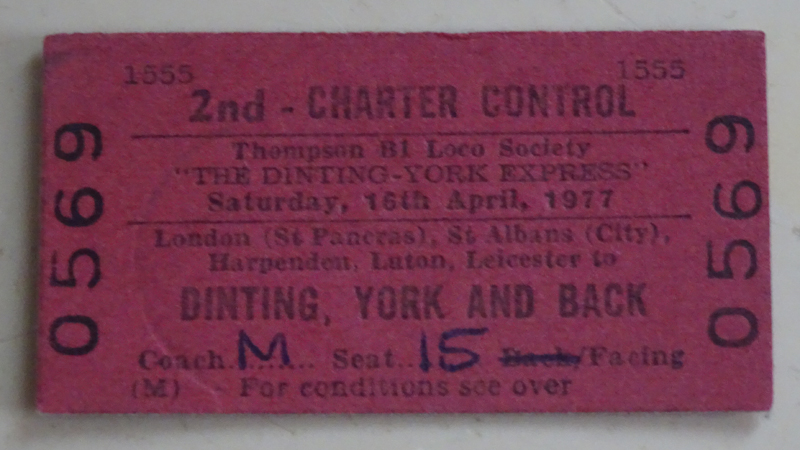 1555 1555
2nd - CHARTER CONTROL
Thompson B1 Loco Society
"THE DINTING-YORK EXPRESS"
Saturday, 16th April, 1977
London (St Pancras), St Albans (City),
Harpenden, Luton, Leicester to
DINTING, YORK AND BACK
Coach..M...... Seat..15 Back/Facing
(M) - For conditions see over
0569
0569